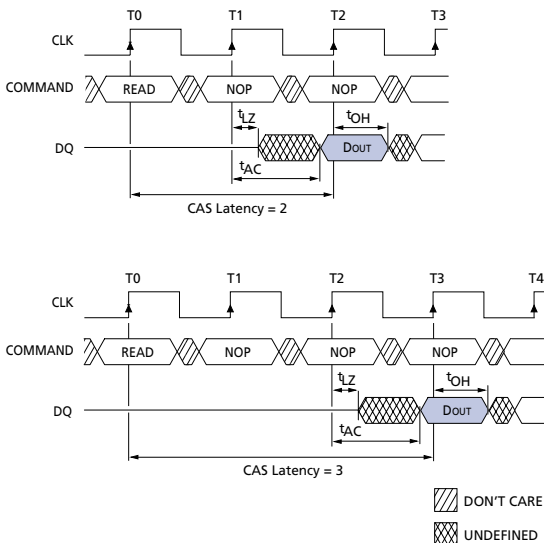 T0 T1 T2 T3
CLK
COMMAND READ NOP NOP
tLZ tOH
DQ DOUT
tAC
CAS Latency = 2
T0 T1 T2 T3 T4
CLK
COMMAND READ NOP NOP NOP
tLZ tOH
DQ DOUT
tAC
CAS Latency = 3
DON'T CARE
UNDEFINED